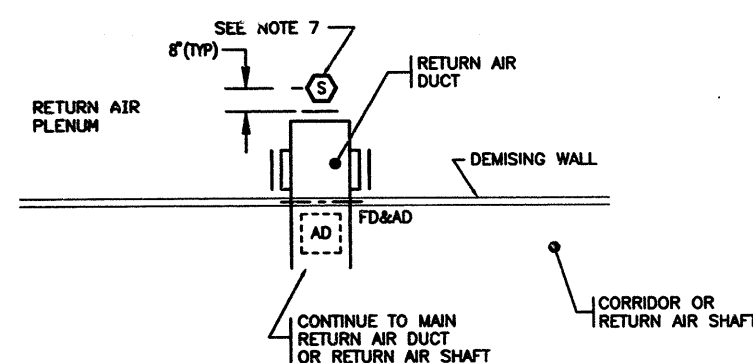 SEE NOTE 7
8"(TYP)
S
RETURN AIR
DUCT
RETURN AIR
PLENUM
DEMISING WALL
FD&AD
AD
CORRIDOR OR
RETURN AIR SHAFT
CONTINUE TO MAIN
RETURN AIR DUCT
OR RETURN AIR SHAFT